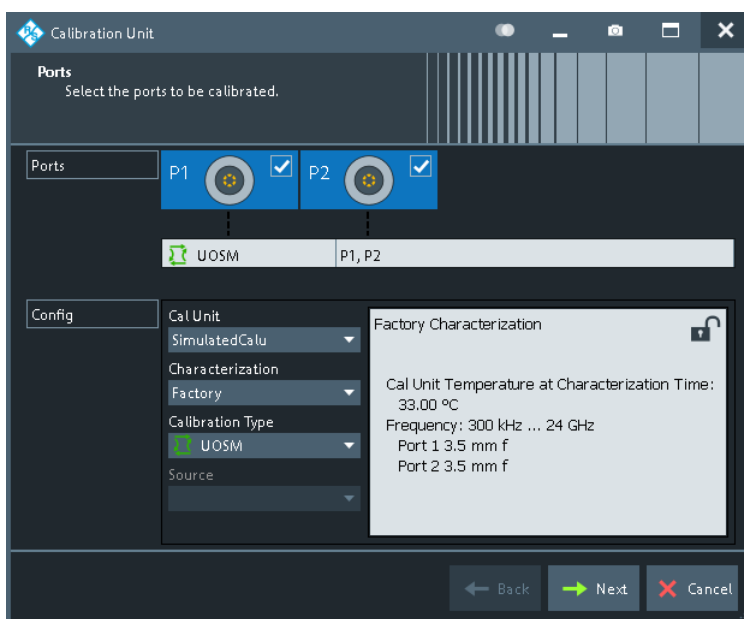 R&S Calibration Unit
Ports
Select the ports to be calibrated.
Ports
P1 P2
UOSM P1, P2
Config
Cal Unit
SimulatedCalu
Characterization
Factory
Calibration Type
UOSM
Source
Factory Characterization
Cal Unit Temperature at Characterization Time:
33.00 ºC
Frequency: 300 kHz ... 24 GHz
Port 1 3.5 mm f
Port 2 3.5 mm f
Back Next Cancel